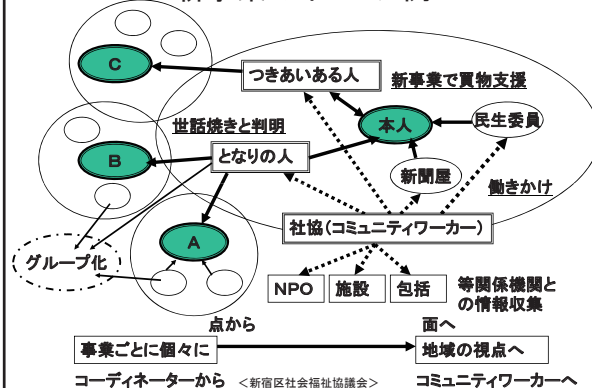 C
つきあいある人
新事業で買物支援
世話焼きと判明
本人
民生委員
B
となりの人
新聞屋
働きかけ
社協(コミュニティワーカー)
A
グループ化
NPO
施設
包括
等関係機関と
の情報収集
点から
面へ
事業ごとに個々に
地域の視点へ
コーディネーターから
<新宿区社会福祉協議会>
コミュニティワーカーへ